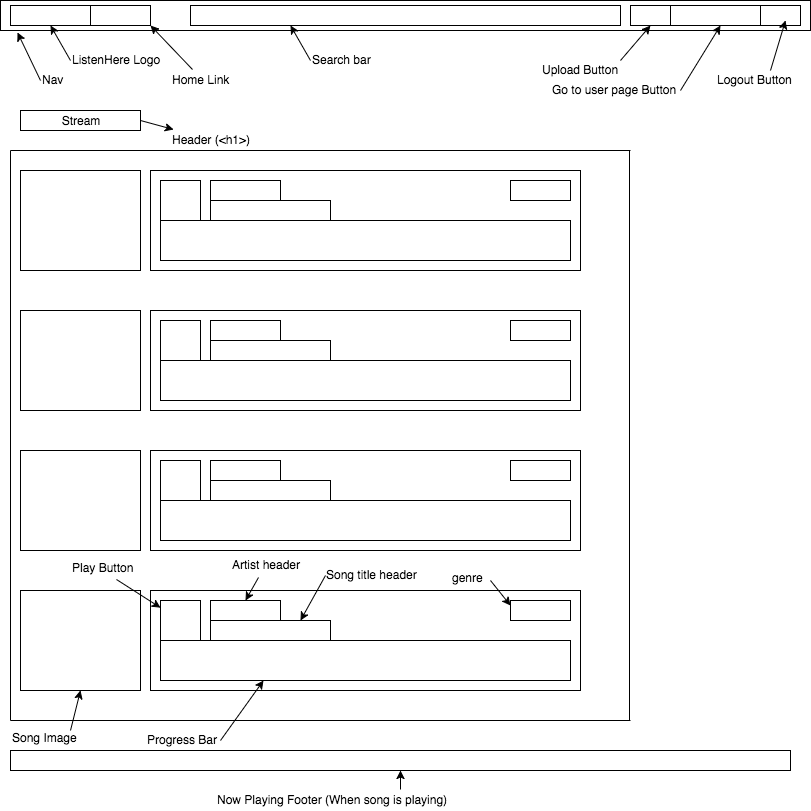 ListenHere Logo
Search bar
Nav
Home Link
Upload Button
Go to user page Button
Logout Button
Stream
Header (<h1>)
Play Button
Artist header
Song title header
genre
Song Image
Progress Bar
Now Playing Footer (When song is playing)